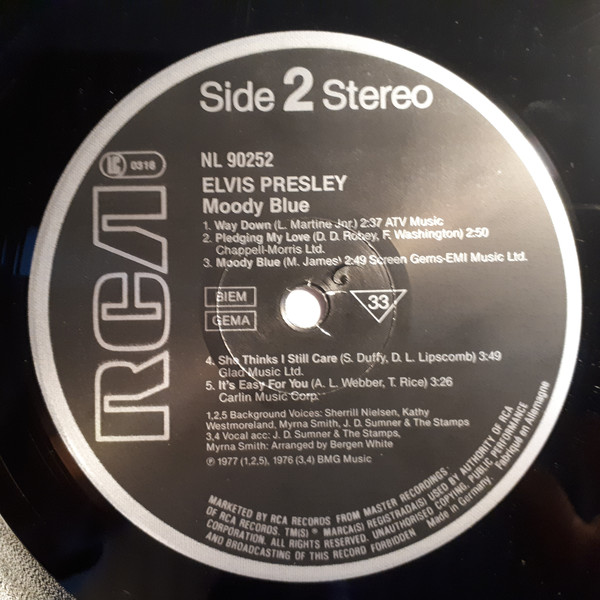 Side 2 Stereo
LC 0316
NL 90252
ELVIS PRESLEY
Moody Blue
1. Way Down (L. Martine Jnr.) 2:37 ATV Music
2. Pledging My Love (D. D. Robey, F. Washington) 2:50
Chappell-Morris Ltd.
3. Moody Blue (M. James) 2:49 Screen Gems-EMI Music Ltd.
BIEM
GEMA
33
4. She Thinks I Still Care (S. Duffy, D. L. Lipscomb) 3:49
Glad Music Ltd.
5. It's Easy For You (A. L. Webber, T. Rice) 3:26
Carlin Music Corp.
1,2,5 Background Voices: Sherrill Nielsen, Kathy
Westmoreland, Myrna Smith, J. D. Sumner & The Stamps
3,4 Vocal acc: J. D. Sumner & The Stamps,
Myrna Smith: Arranged by Bergen White
℗ 1977 (1,2,5), 1976 (3,4) BMG Music
RCA
MARKETED BY RCA RECORDS FROM MASTER RECORDINGS
OF RCA RECORDS. TM(S) ® MARCA(S) REGISTRADA(S) USED BY AUTHORITY OF RCA
CORPORATION. ALL RIGHTS RESERVED. UNAUTHORISED COPYING, PUBLIC PERFORMANCE
AND BROADCASTING OF THIS RECORD FORBIDDEN Made in Germany. Fabriqué en Allemagne